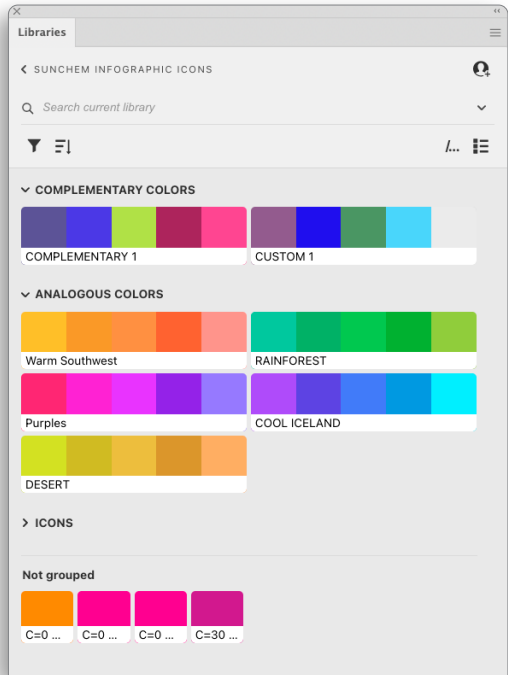 Libraries
SUNCHEM INFOGRAPHIC ICONS
Search current library
/...
COMPLEMENTARY COLORS
COMPLEMENTARY 1
CUSTOM 1
ANALOGOUS COLORS
Warm Southwest
RAINFOREST
Purples
COOL ICELAND
DESERT
ICONS
Not grouped
C=0 ...
C=0 ...
C=0 ...
C=30 ...